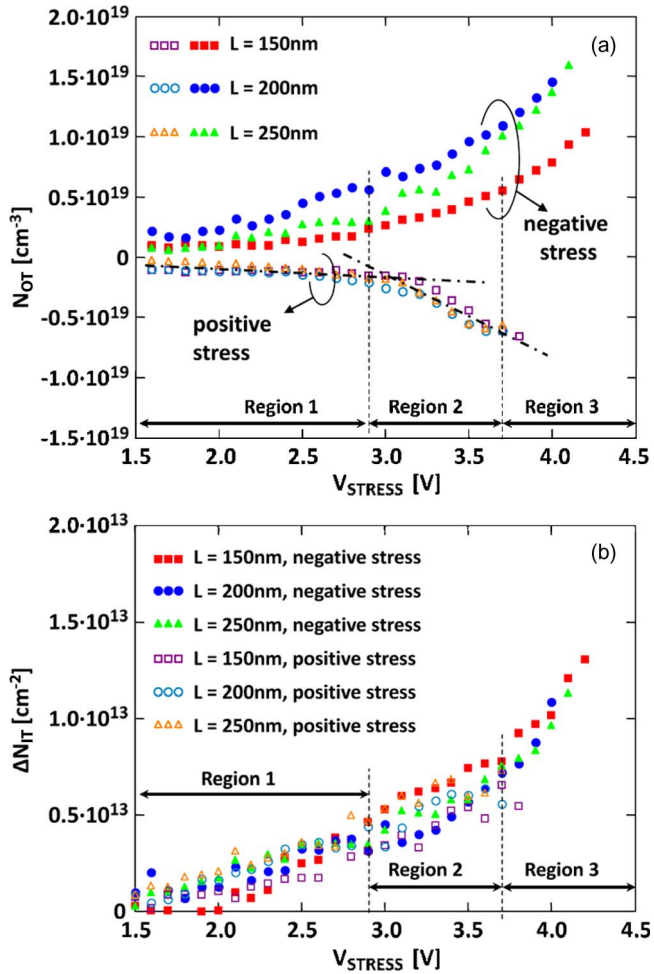 2.0·10¹⁹
(a)
L = 150nm
1.5·10¹⁹
L = 200nm
1.0·10¹⁹
L = 250nm
0.5·10¹⁹
negative
stress
0
N_OT [cm⁻³]
positive
stress
-0.5·10¹⁹
-1.0·10¹⁹
Region 1
Region 2
Region 3
-1.5·10¹⁹
1.5 2.0 2.5 3.0 3.5 4.0 4.5
V_STRESS [V]
2.0·10¹³
(b)
L = 150nm, negative stress
L = 200nm, negative stress
1.5·10¹³
L = 250nm, negative stress
L = 150nm, positive stress
L = 200nm, positive stress
1.0·10¹³
L = 250nm, positive stress
ΔN_IT [cm⁻²]
Region 1
0.5·10¹³
Region 2
Region 3
0
1.5 2.0 2.5 3.0 3.5 4.0 4.5
V_STRESS [V]